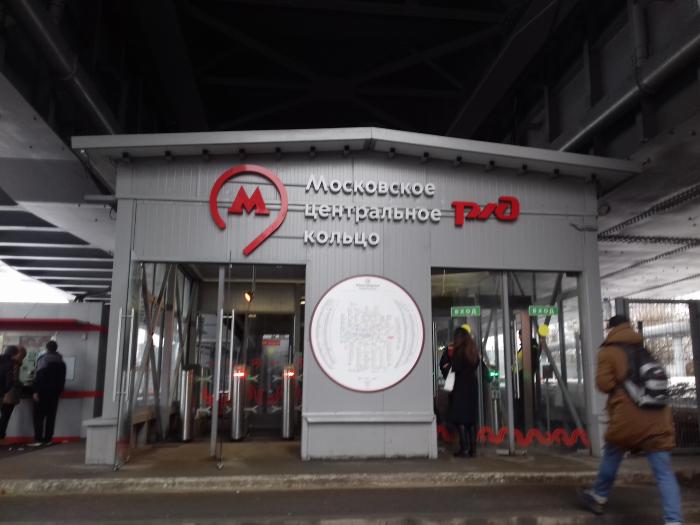 М
Московское
центральное
кольцо
РЖД
ВХОД
ВХОД